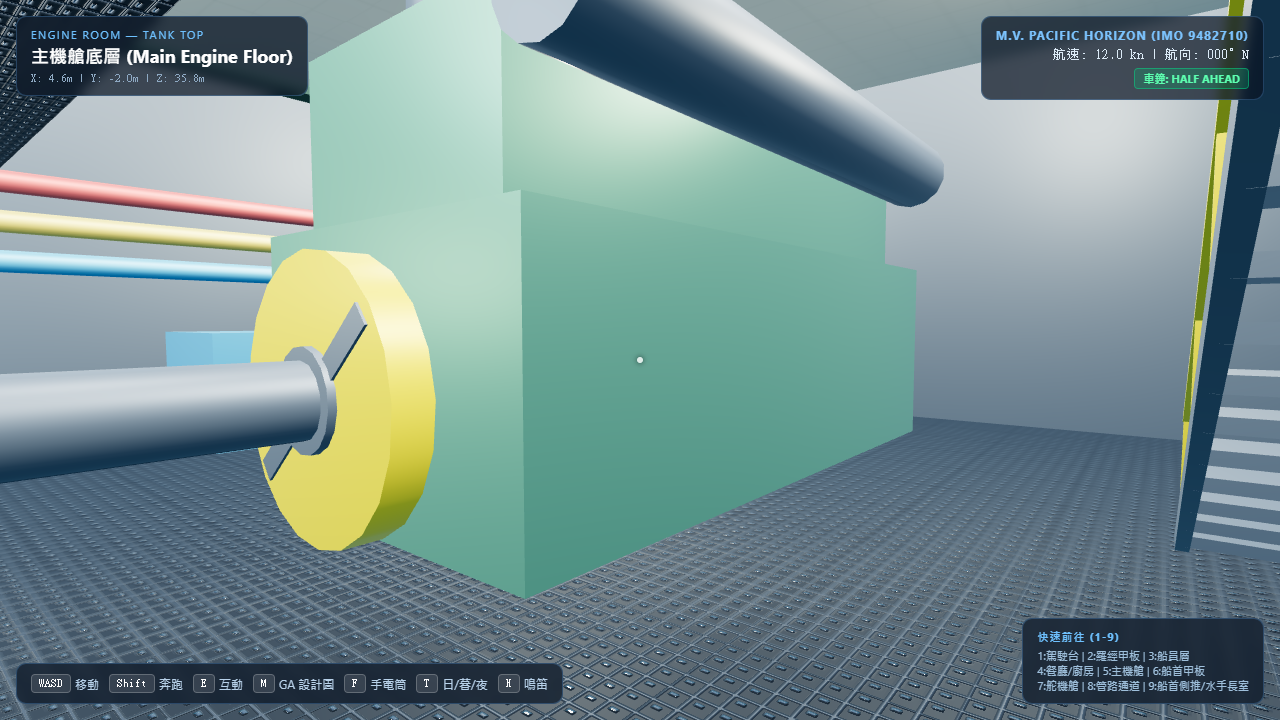 ENGINE ROOM — TANK TOP
主機艙底層 (Main Engine Floor)
X: 4.6m | Y: -2.0m | Z: 35.8m
M.V. PACIFIC HORIZON (IMO 9482710)
航速: 12.0 kn | 航向: 000° N
車鐘: HALF AHEAD
WASD 移動 Shift 奔跑 E 互動 M GA 設計圖 F 手電筒 T 日/暮/夜 H 鳴笛
快速前往 (1-9)
1:駕駛台 | 2:羅經甲板 | 3:船員層
4:餐廳/廚房 | 5:主機艙 | 6:船首甲板
7:舵機艙 | 8:管路通道 | 9:船首側推/水手長室